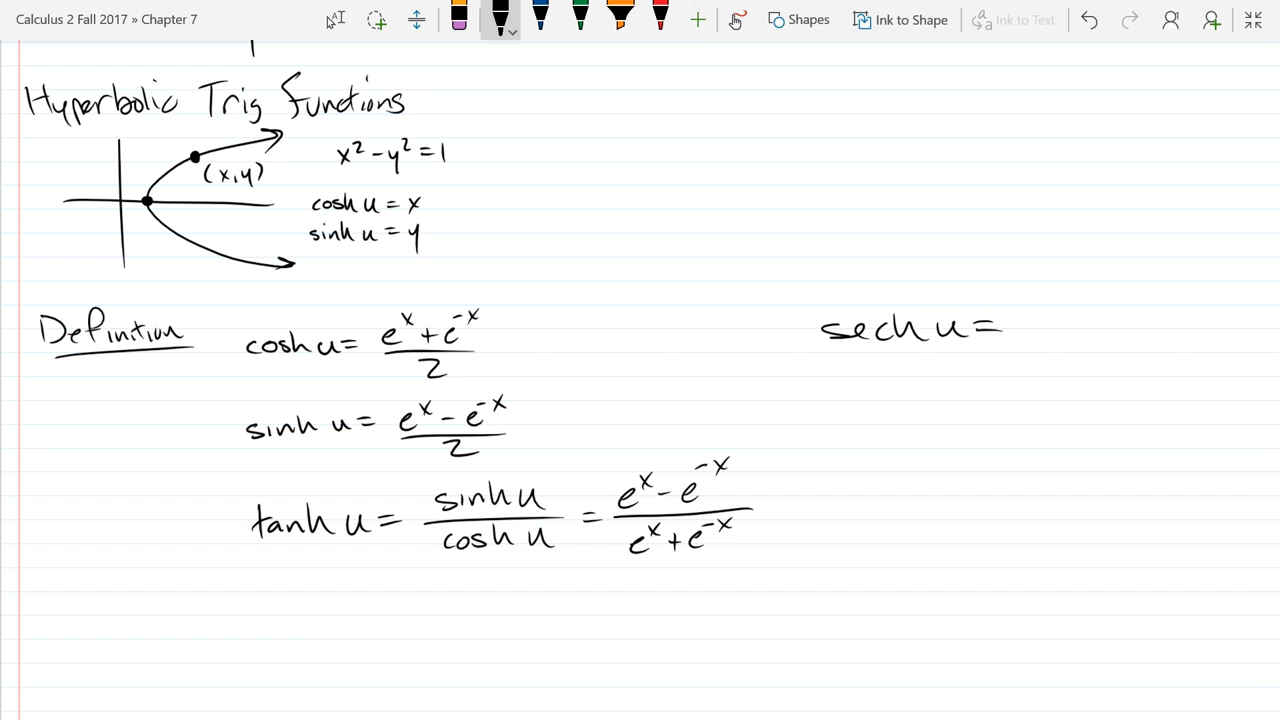 Calculus 2 Fall 2017 » Chapter 7
Shapes
Ink to Shape
Ink to Text
Hyperbolic Trig Functions
(x,y)
x² - y² = 1
cosh u = x
sinh u = y
Definition
cosh u = (e^x + e^-x)/2
sech u =
sinh u = (e^x - e^-x)/2
tanh u = sinh u / cosh u = (e^x - e^-x)/(e^x + e^-x)